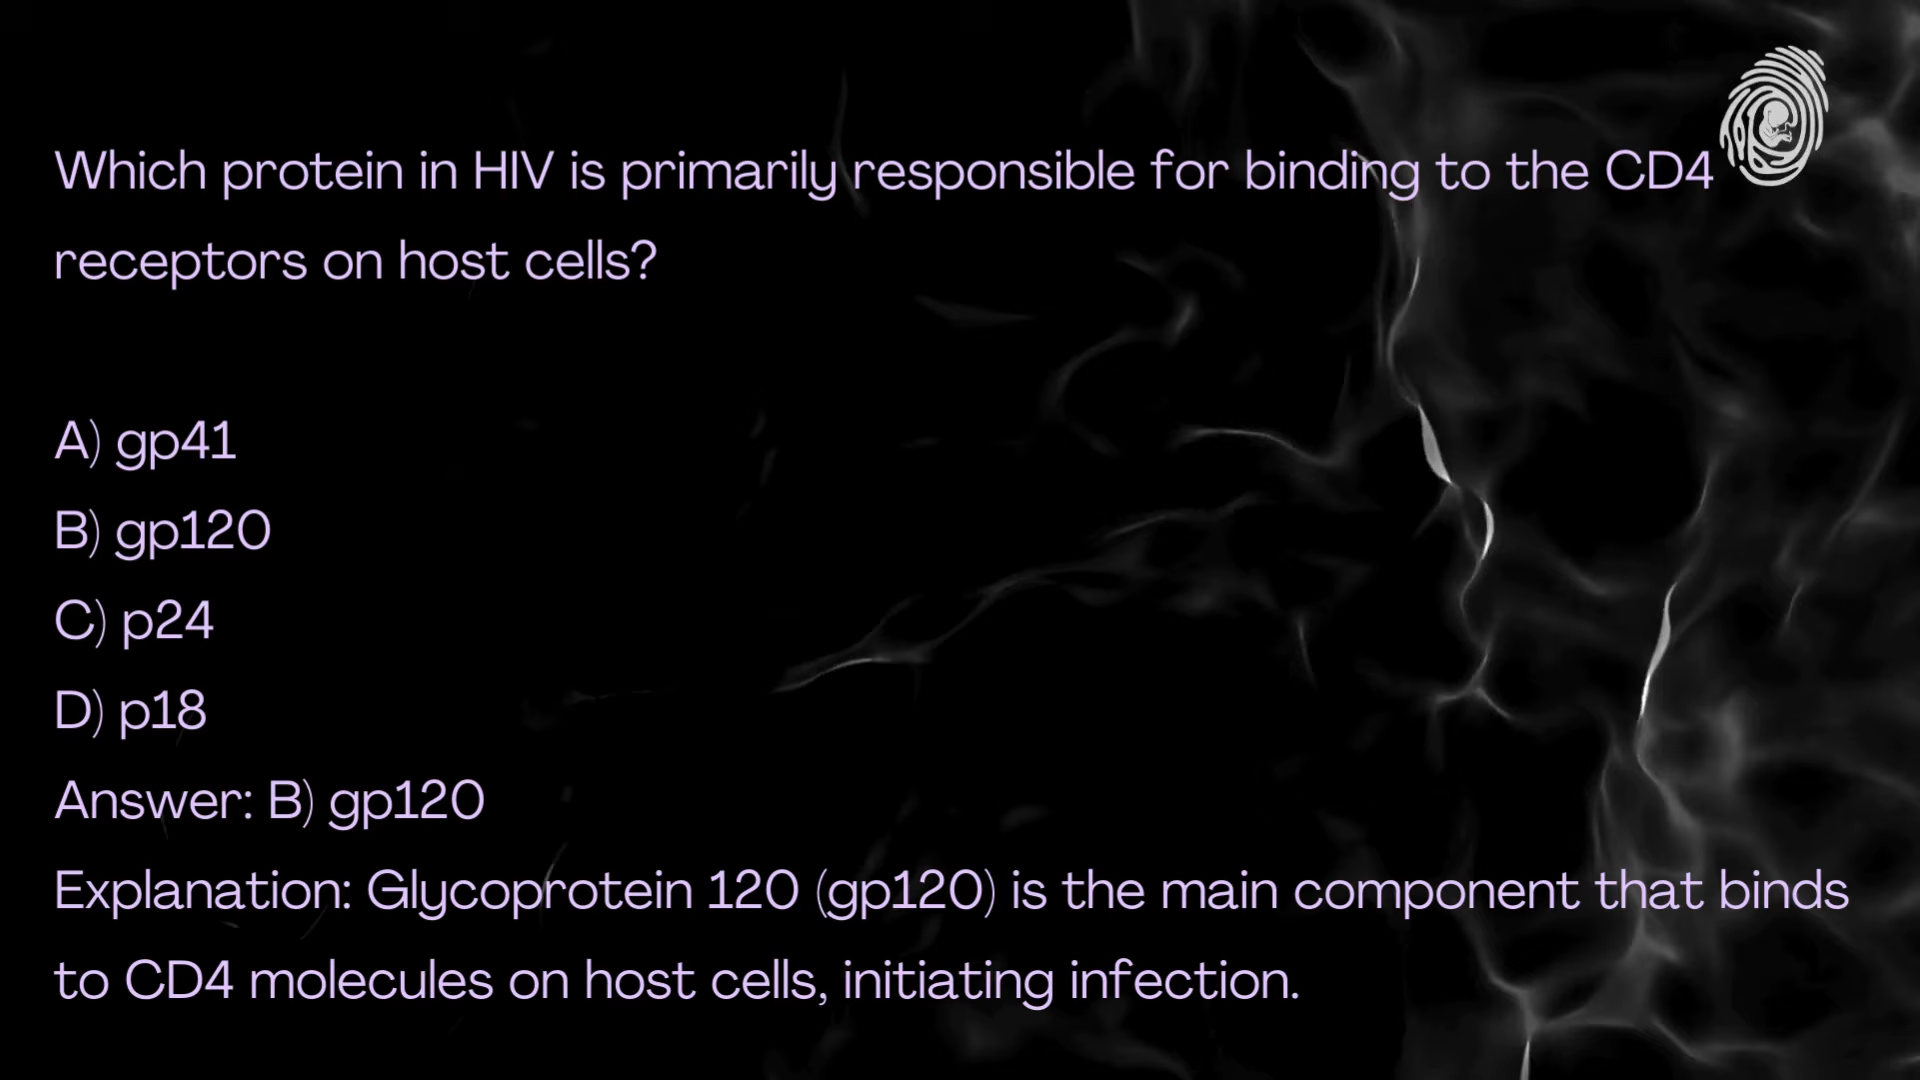 Which protein in HIV is primarily responsible for binding to the CD4
receptors on host cells?
A) gp41
B) gp120
C) p24
D) p18
Answer: B) gp120
Explanation: Glycoprotein 120 (gp120) is the main component that binds
to CD4 molecules on host cells, initiating infection.